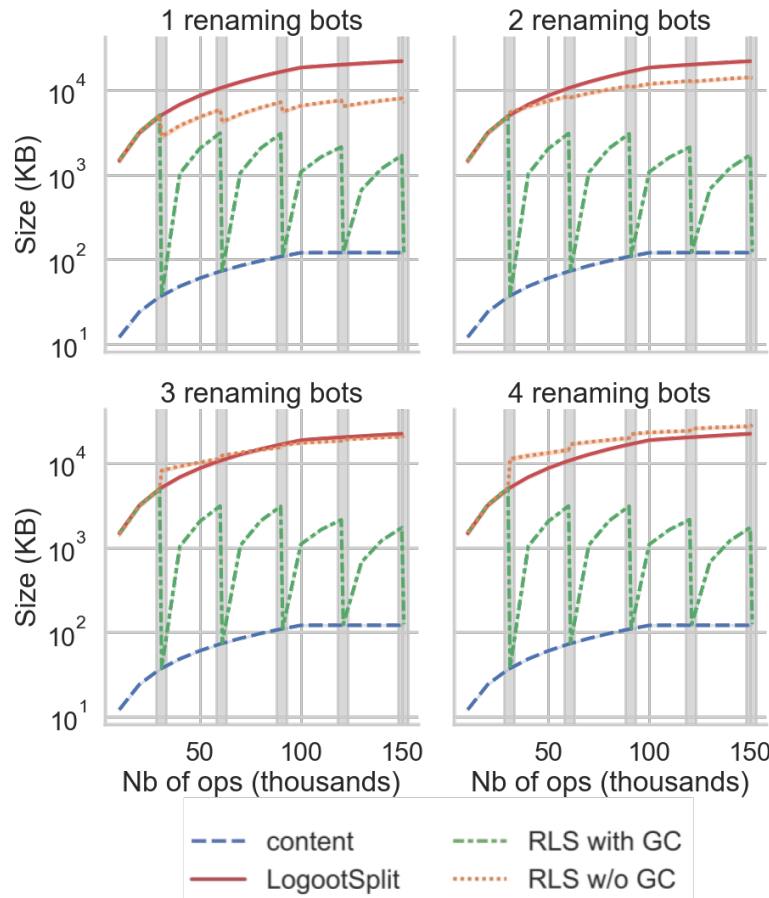 1 renaming bots
2 renaming bots
Size (KB)
10^4
10^3
10^2
10^1
3 renaming bots
4 renaming bots
Size (KB)
10^4
10^3
10^2
10^1
50 100 150
50 100 150
Nb of ops (thousands)
Nb of ops (thousands)
content
RLS with GC
LogootSplit
RLS w/o GC